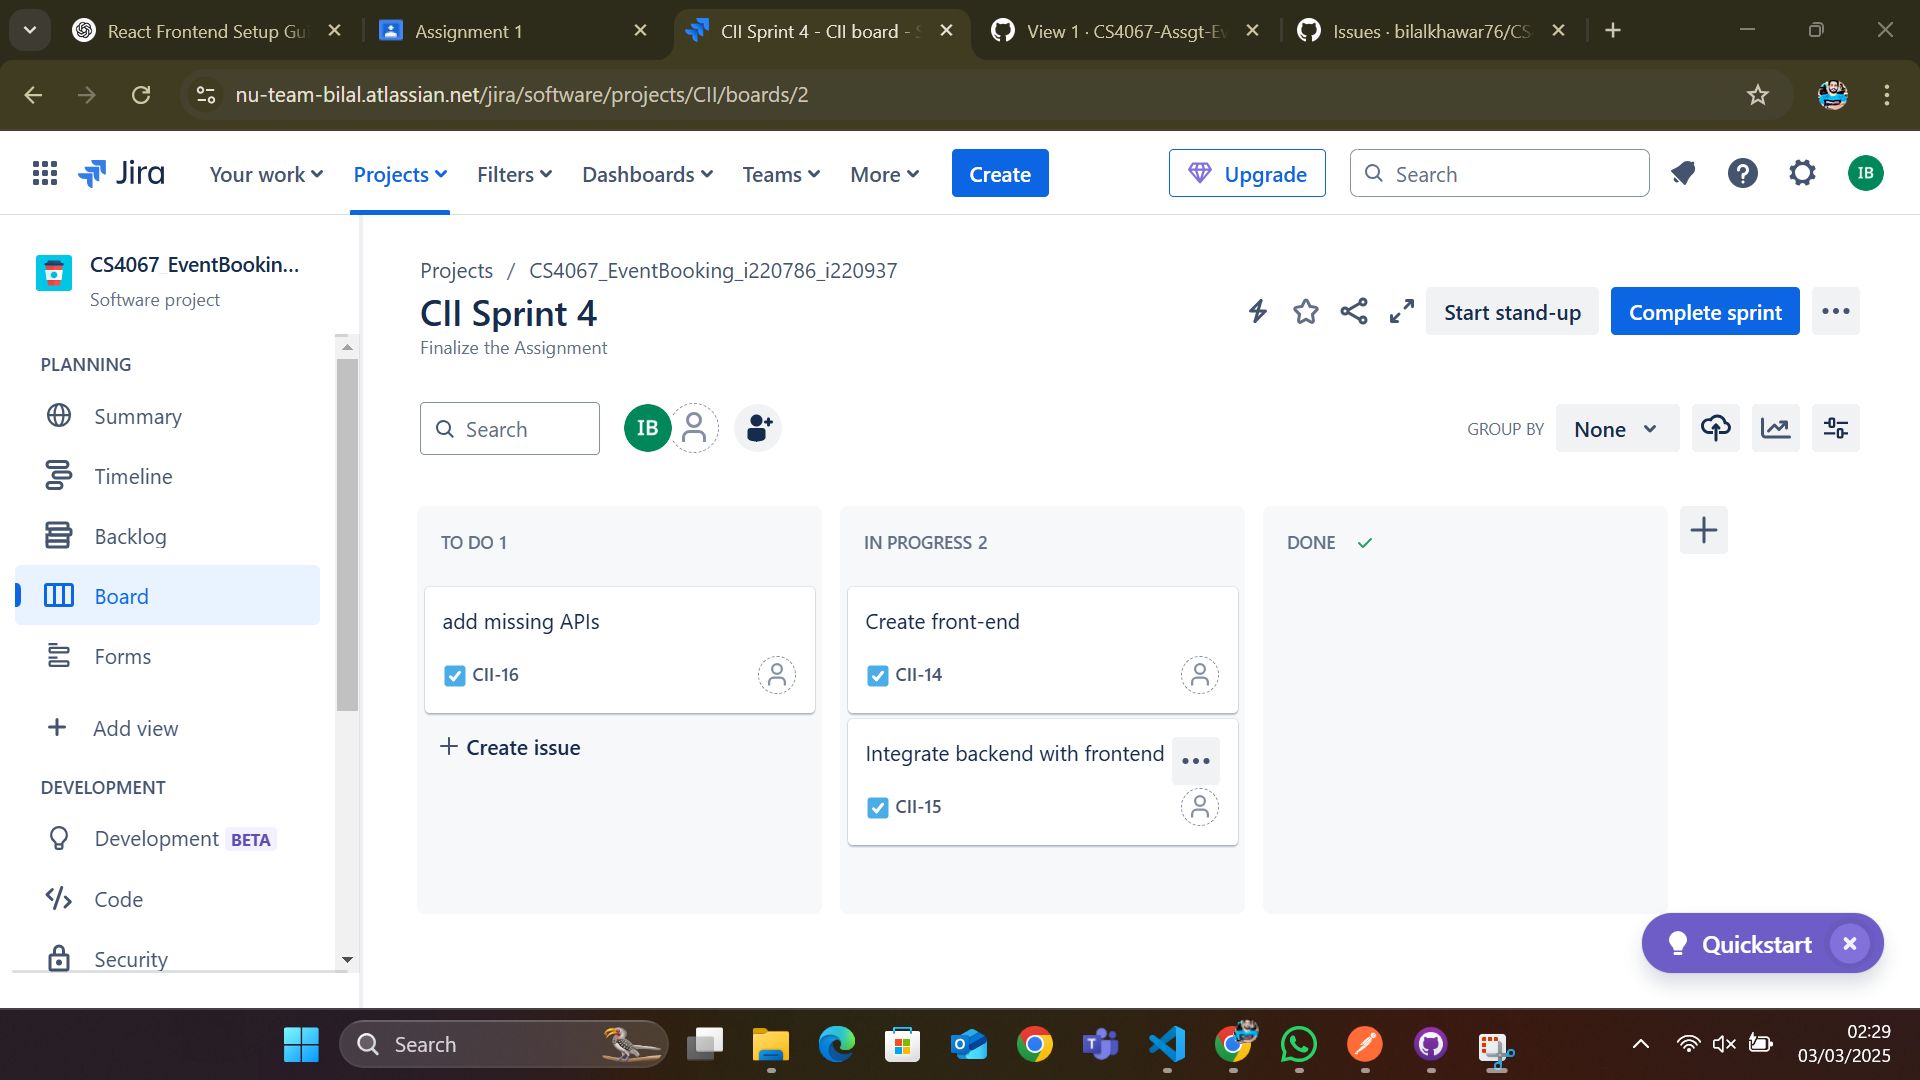 React Frontend Setup Gui
Assignment 1
CII Sprint 4 - CII board - S
View 1 · CS4067-Assgt-Ev
Issues · bilalkhawar76/CS4
nu-team-bilal.atlassian.net/jira/software/projects/CII/boards/2
Jira
Your work
Projects
Filters
Dashboards
Teams
More
Create
Upgrade
Search
IB
CS4067_EventBookin...
Software project
PLANNING
Summary
Timeline
Backlog
Board
Forms
Add view
DEVELOPMENT
Development BETA
Code
Security
Projects / CS4067_EventBooking_i220786_i220937
CII Sprint 4
Finalize the Assignment
Start stand-up
Complete sprint
Search
IB
GROUP BY
None
TO DO 1
add missing APIs
CII-16
Create issue
IN PROGRESS 2
Create front-end
CII-14
Integrate backend with frontend
CII-15
DONE
Quickstart
Search
02:29
03/03/2025